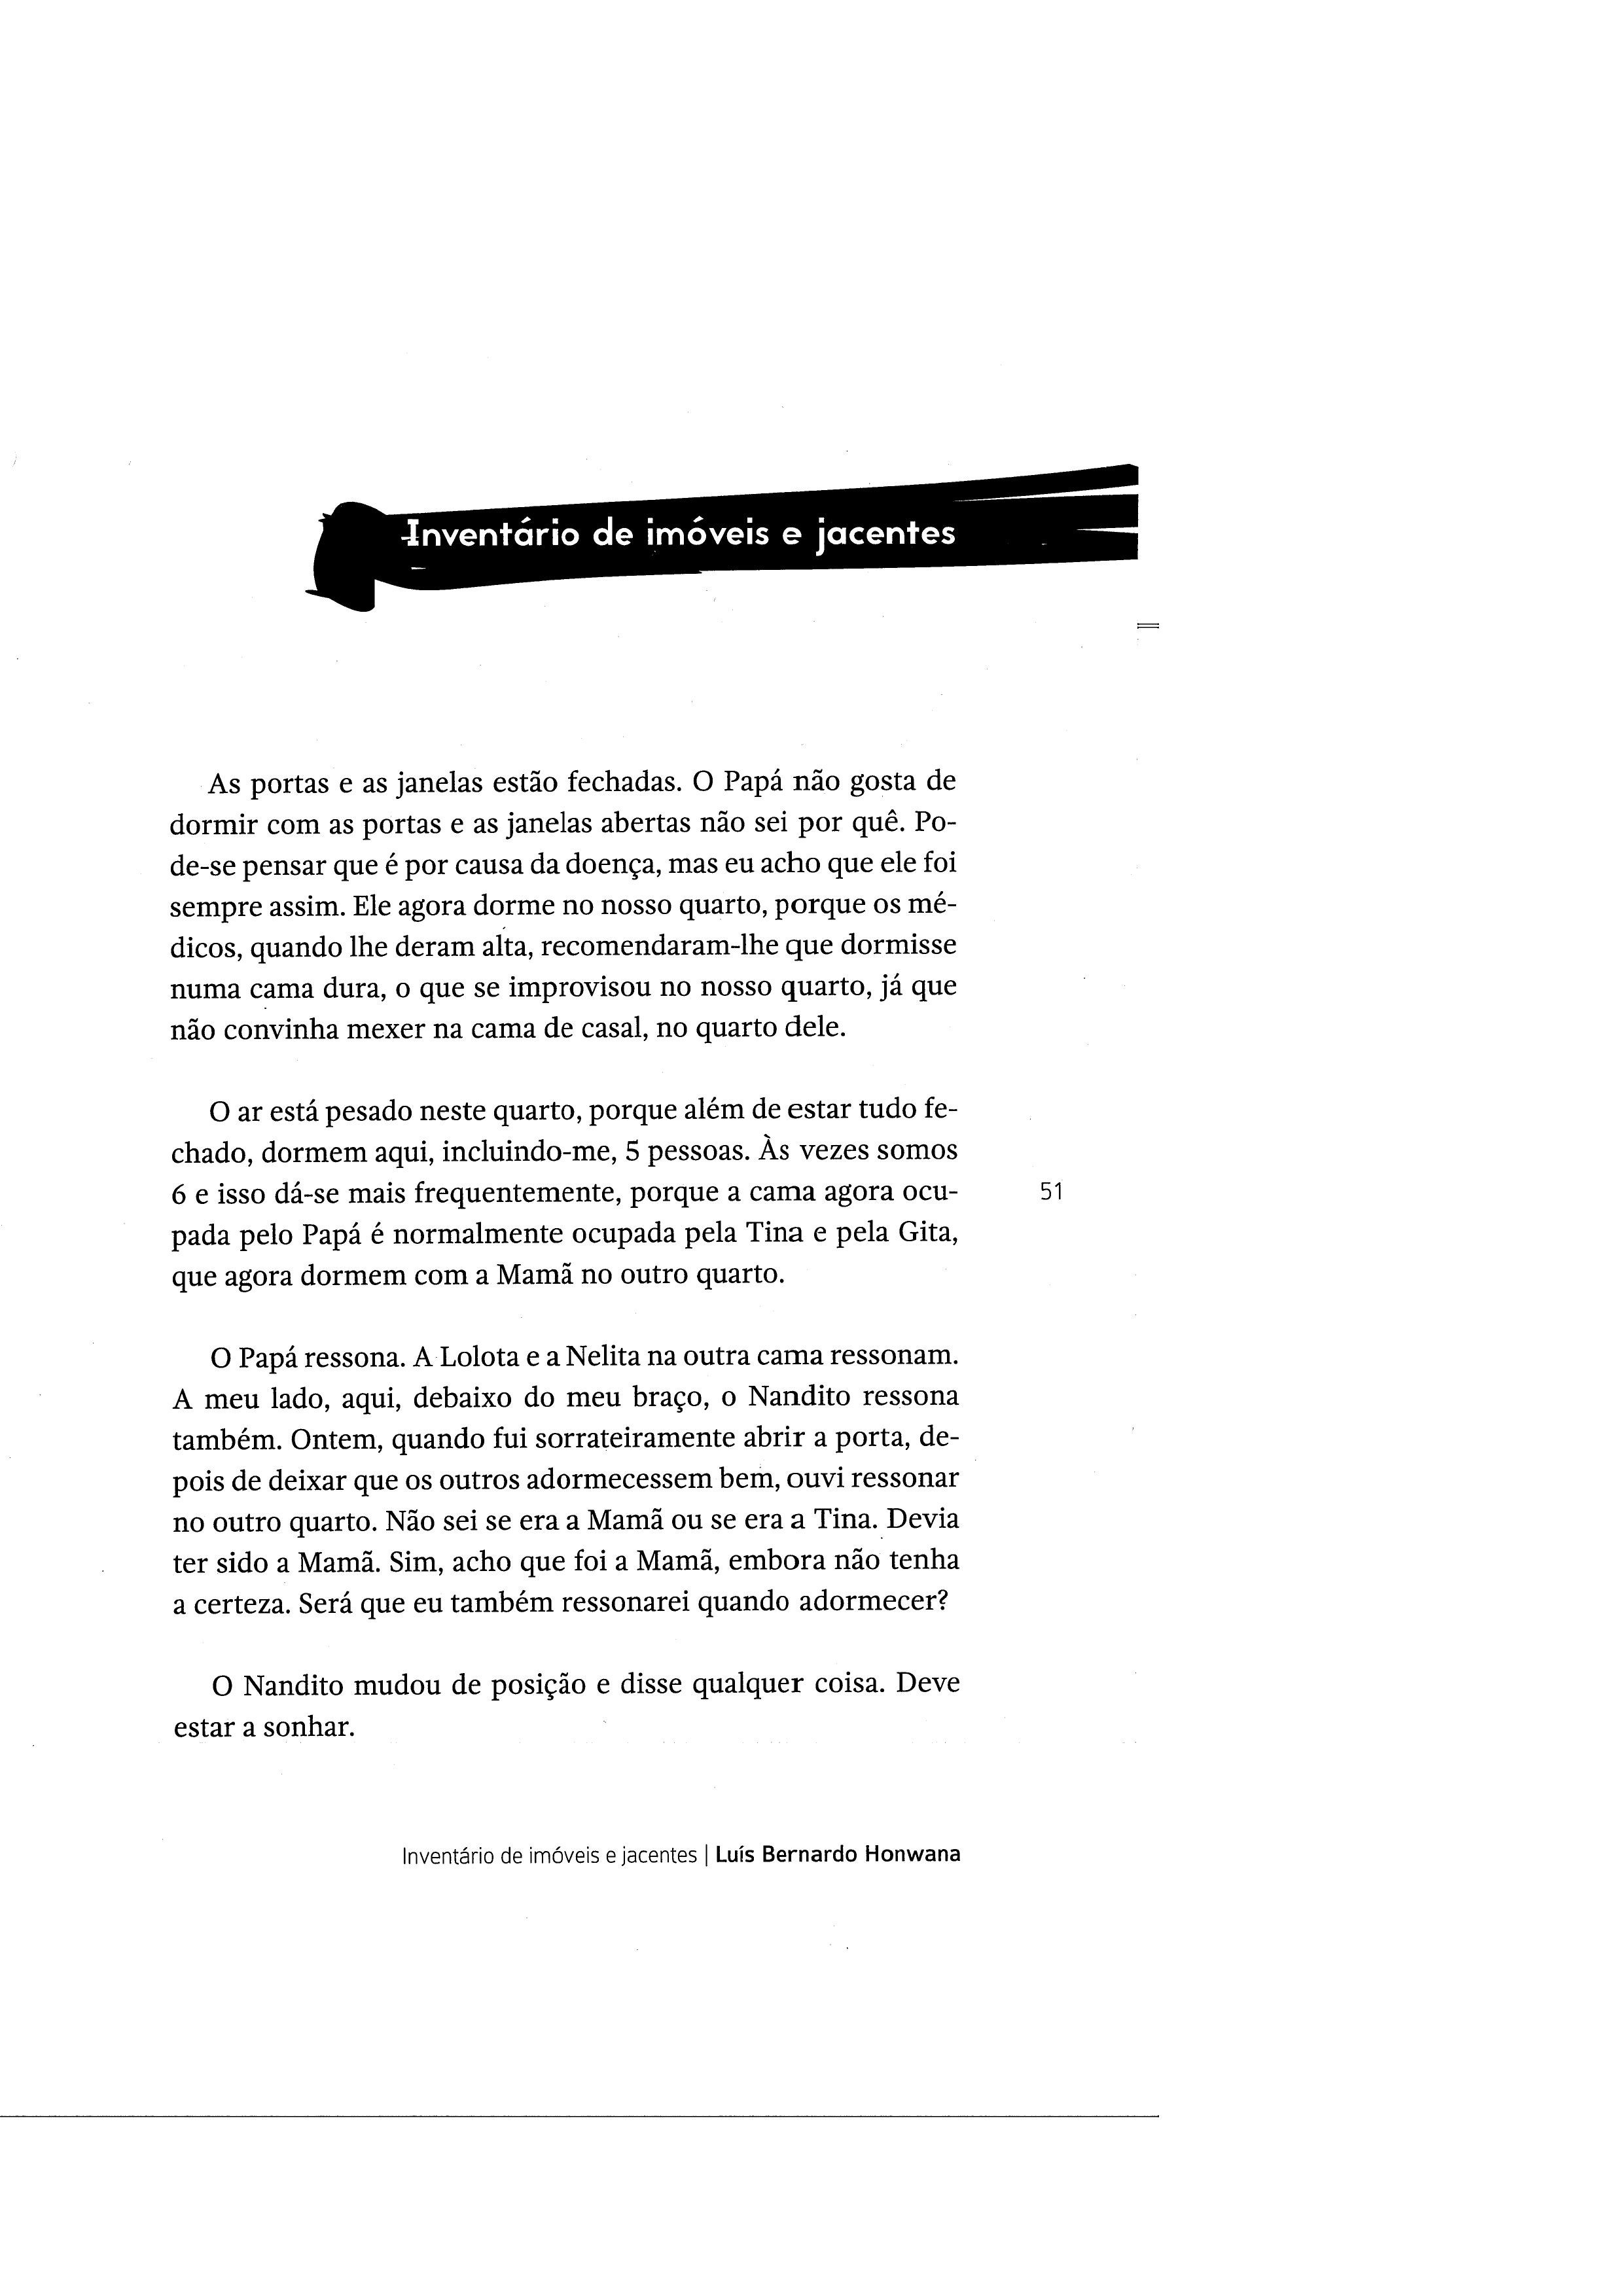 Inventário de imóveis e jacentes
As portas e as janelas estão fechadas. O Papá não gosta de
dormir com as portas e as janelas abertas não sei por quê. Po-
de-se pensar que é por causa da doença, mas eu acho que ele foi
sempre assim. Ele agora dorme no nosso quarto, porque os mé-
dicos, quando lhe deram alta, recomendaram-lhe que dormisse
numa cama dura, o que se improvisou no nosso quarto, já que
não convinha mexer na cama de casal, no quarto dele.
O ar está pesado neste quarto, porque além de estar tudo fe-
chado, dormem aqui, incluindo-me, 5 pessoas. Às vezes somos
6 e isso dá-se mais frequentemente, porque a cama agora ocu-
pada pelo Papá é normalmente ocupada pela Tina e pela Gita,
que agora dormem com a Mamã no outro quarto.
O Papá ressona. A Lolota e a Nelita na outra cama ressonam.
A meu lado, aqui, debaixo do meu braço, o Nandito ressona
também. Ontem, quando fui sorrateiramente abrir a porta, de-
pois de deixar que os outros adormecessem bem, ouvi ressonar
no outro quarto. Não sei se era a Mamã ou se era a Tina. Devia
ter sido a Mamã. Sim, acho que foi a Mamã, embora não tenha
a certeza. Será que eu também ressonarei quando adormecer?
O Nandito mudou de posição e disse qualquer coisa. Deve
estar a sonhar.
51
Inventário de imóveis e jacentes | Luís Bernardo Honwana